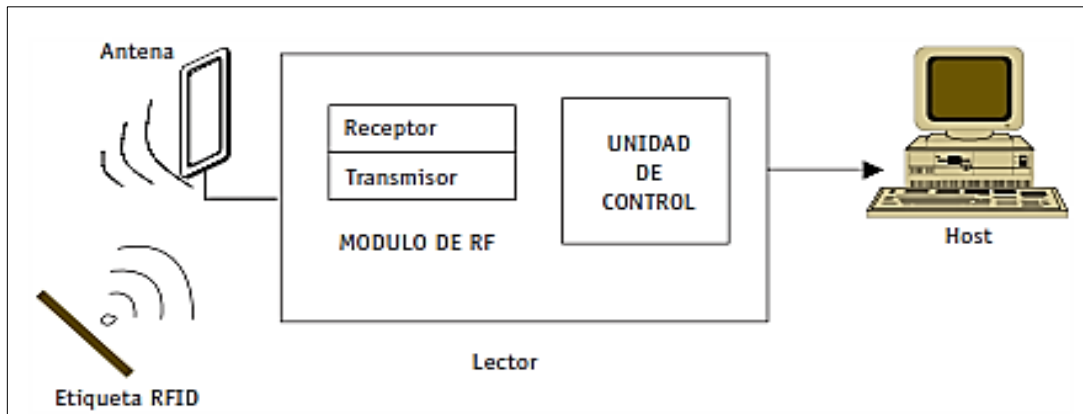 Antena
Receptor
Transmisor
MODULO DE RF
UNIDAD
DE
CONTROL
Host
Lector
Etiqueta RFID